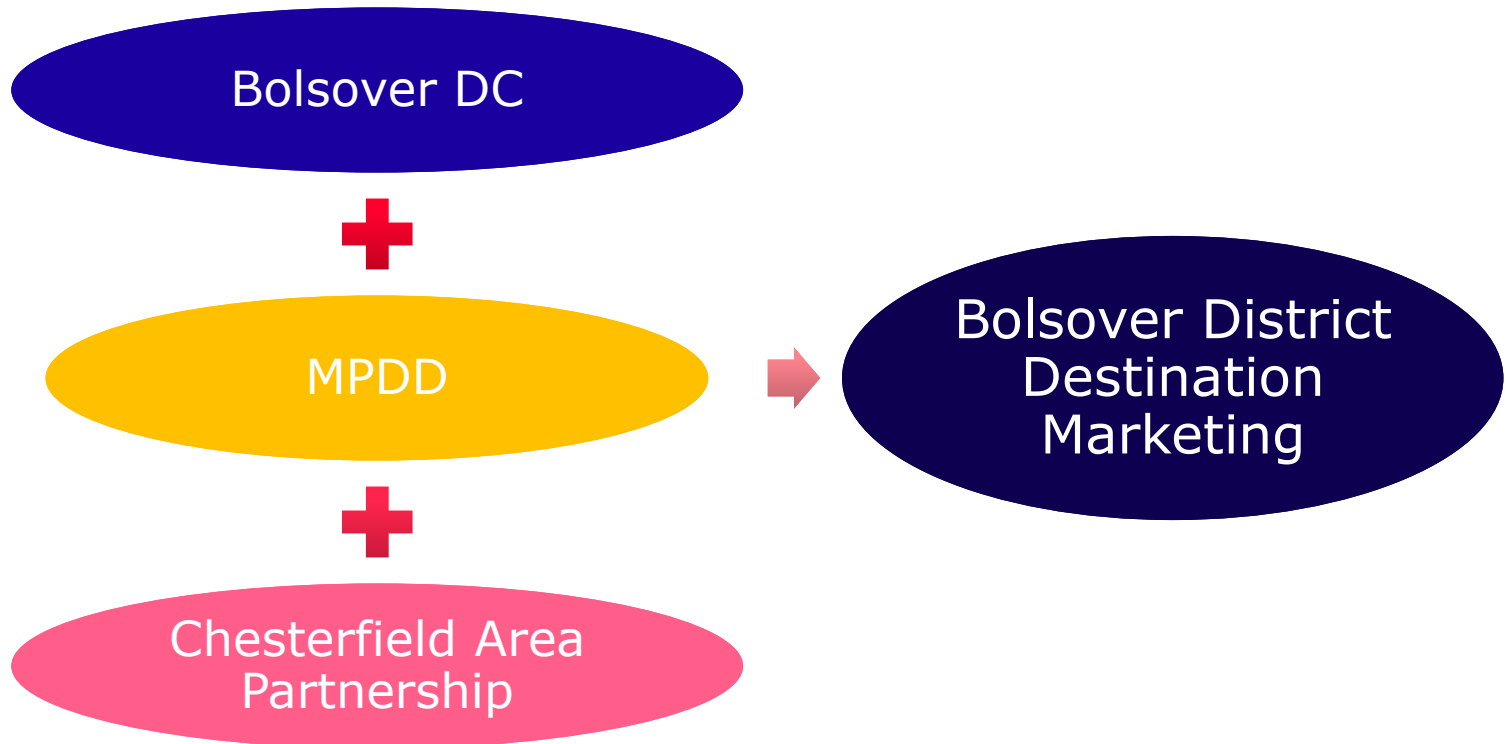 Bolsover DC
MPDD
Chesterfield Area
Partnership
Bolsover District
Destination
Marketing